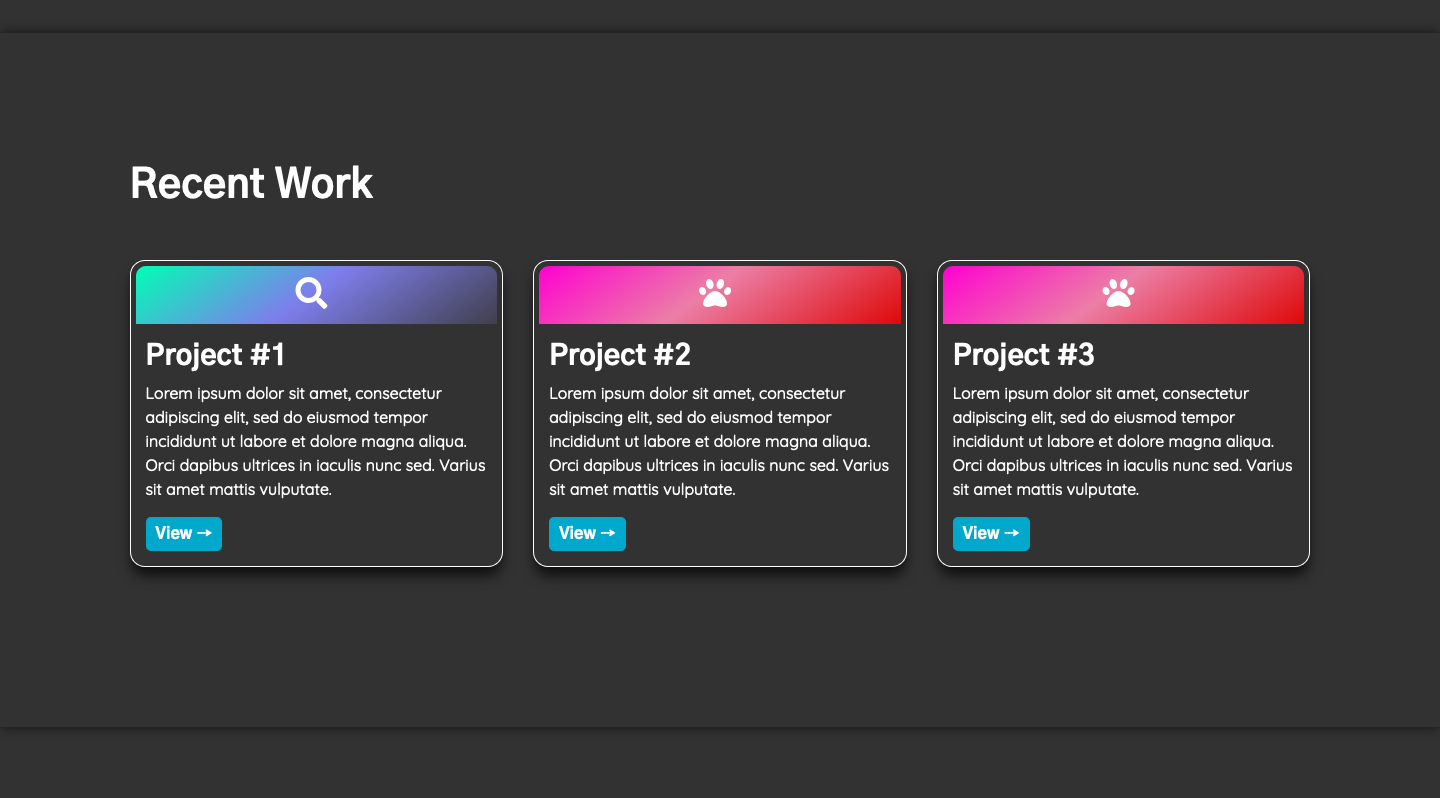 Recent Work
Project #1
Lorem ipsum dolor sit amet, consectetur
adipiscing elit, sed do eiusmod tempor
incididunt ut labore et dolore magna aliqua.
Orci dapibus ultrices in iaculis nunc sed. Varius
sit amet mattis vulputate.
View →
Project #2
Lorem ipsum dolor sit amet, consectetur
adipiscing elit, sed do eiusmod tempor
incididunt ut labore et dolore magna aliqua.
Orci dapibus ultrices in iaculis nunc sed. Varius
sit amet mattis vulputate.
View →
Project #3
Lorem ipsum dolor sit amet, consectetur
adipiscing elit, sed do eiusmod tempor
incididunt ut labore et dolore magna aliqua.
Orci dapibus ultrices in iaculis nunc sed. Varius
sit amet mattis vulputate.
View →